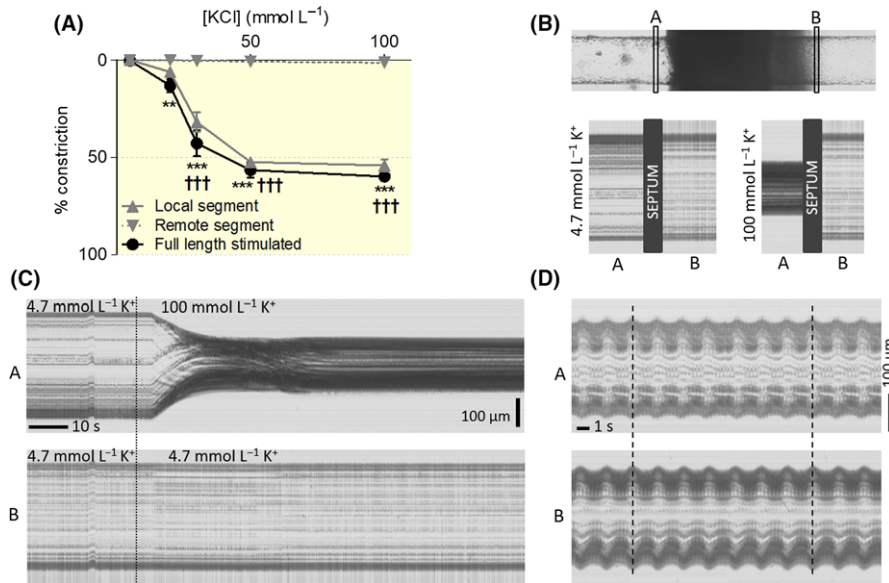 (A)
[KCl] (mmol L⁻¹)
50 100
0
50
100
% constriction
**
***
†††
*** †††
***
†††
Local segment
Remote segment
Full length stimulated
(B)
A B
4.7 mmol L⁻¹ K⁺
SEPTUM
A B
100 mmol L⁻¹ K⁺
SEPTUM
A B
(C)
4.7 mmol L⁻¹ K⁺ 100 mmol L⁻¹ K⁺
A
10 s
100 µm
4.7 mmol L⁻¹ K⁺ 4.7 mmol L⁻¹ K⁺
B
(D)
A
1 s
100 µm
B